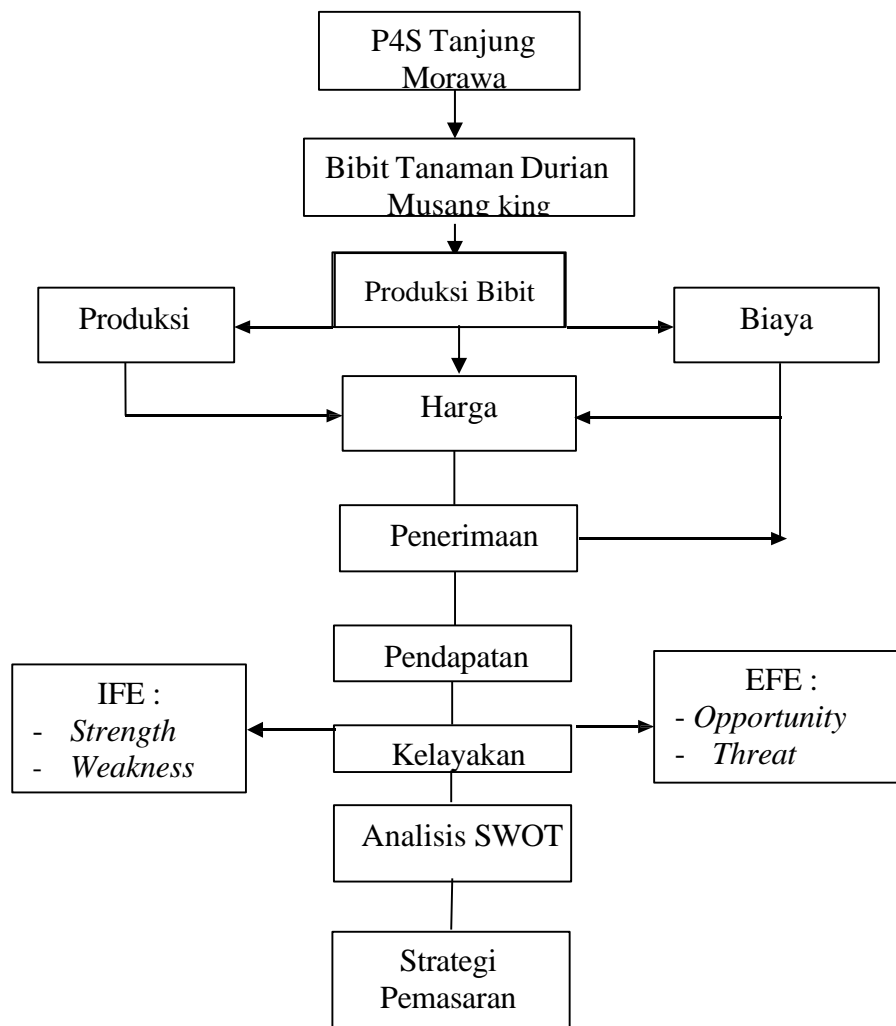 P4S Tanjung
Morawa
Bibit Tanaman Durian
Musang king
Produksi Bibit
Produksi
Biaya
Harga
Penerimaan
Pendapatan
IFE :
- Strength
- Weakness
EFE :
- Opportunity
- Threat
Kelayakan
Analisis SWOT
Strategi
Pemasaran